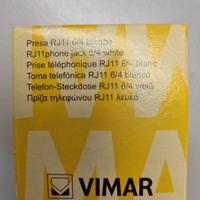 Presa RJ11 6/4 bianco
RJ11phone jack 6/4 white
Prise téléphonique RJ11 6/4 blanc
Toma telefónica RJ11 6/4 blanco
Telefon-Steckdose RJ11 6/4 weiß
Πρίζα τηλεφώνου RJ11 λευκό
VIMAR